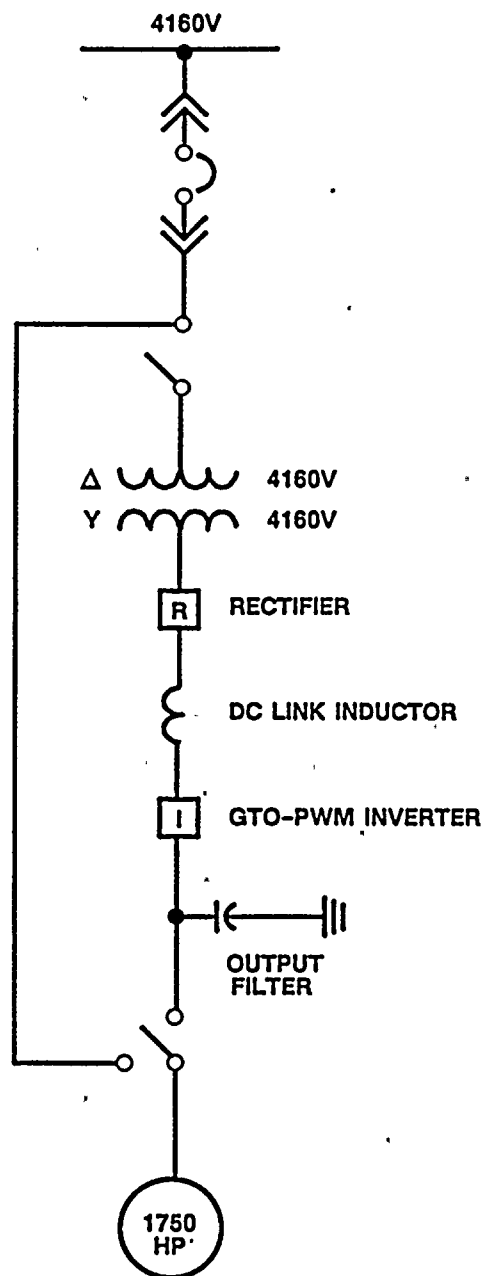 4160V
Δ 4160V
Y 4160V
R RECTIFIER
DC LINK INDUCTOR
I GTO-PWM INVERTER
OUTPUT
FILTER
1750
HP